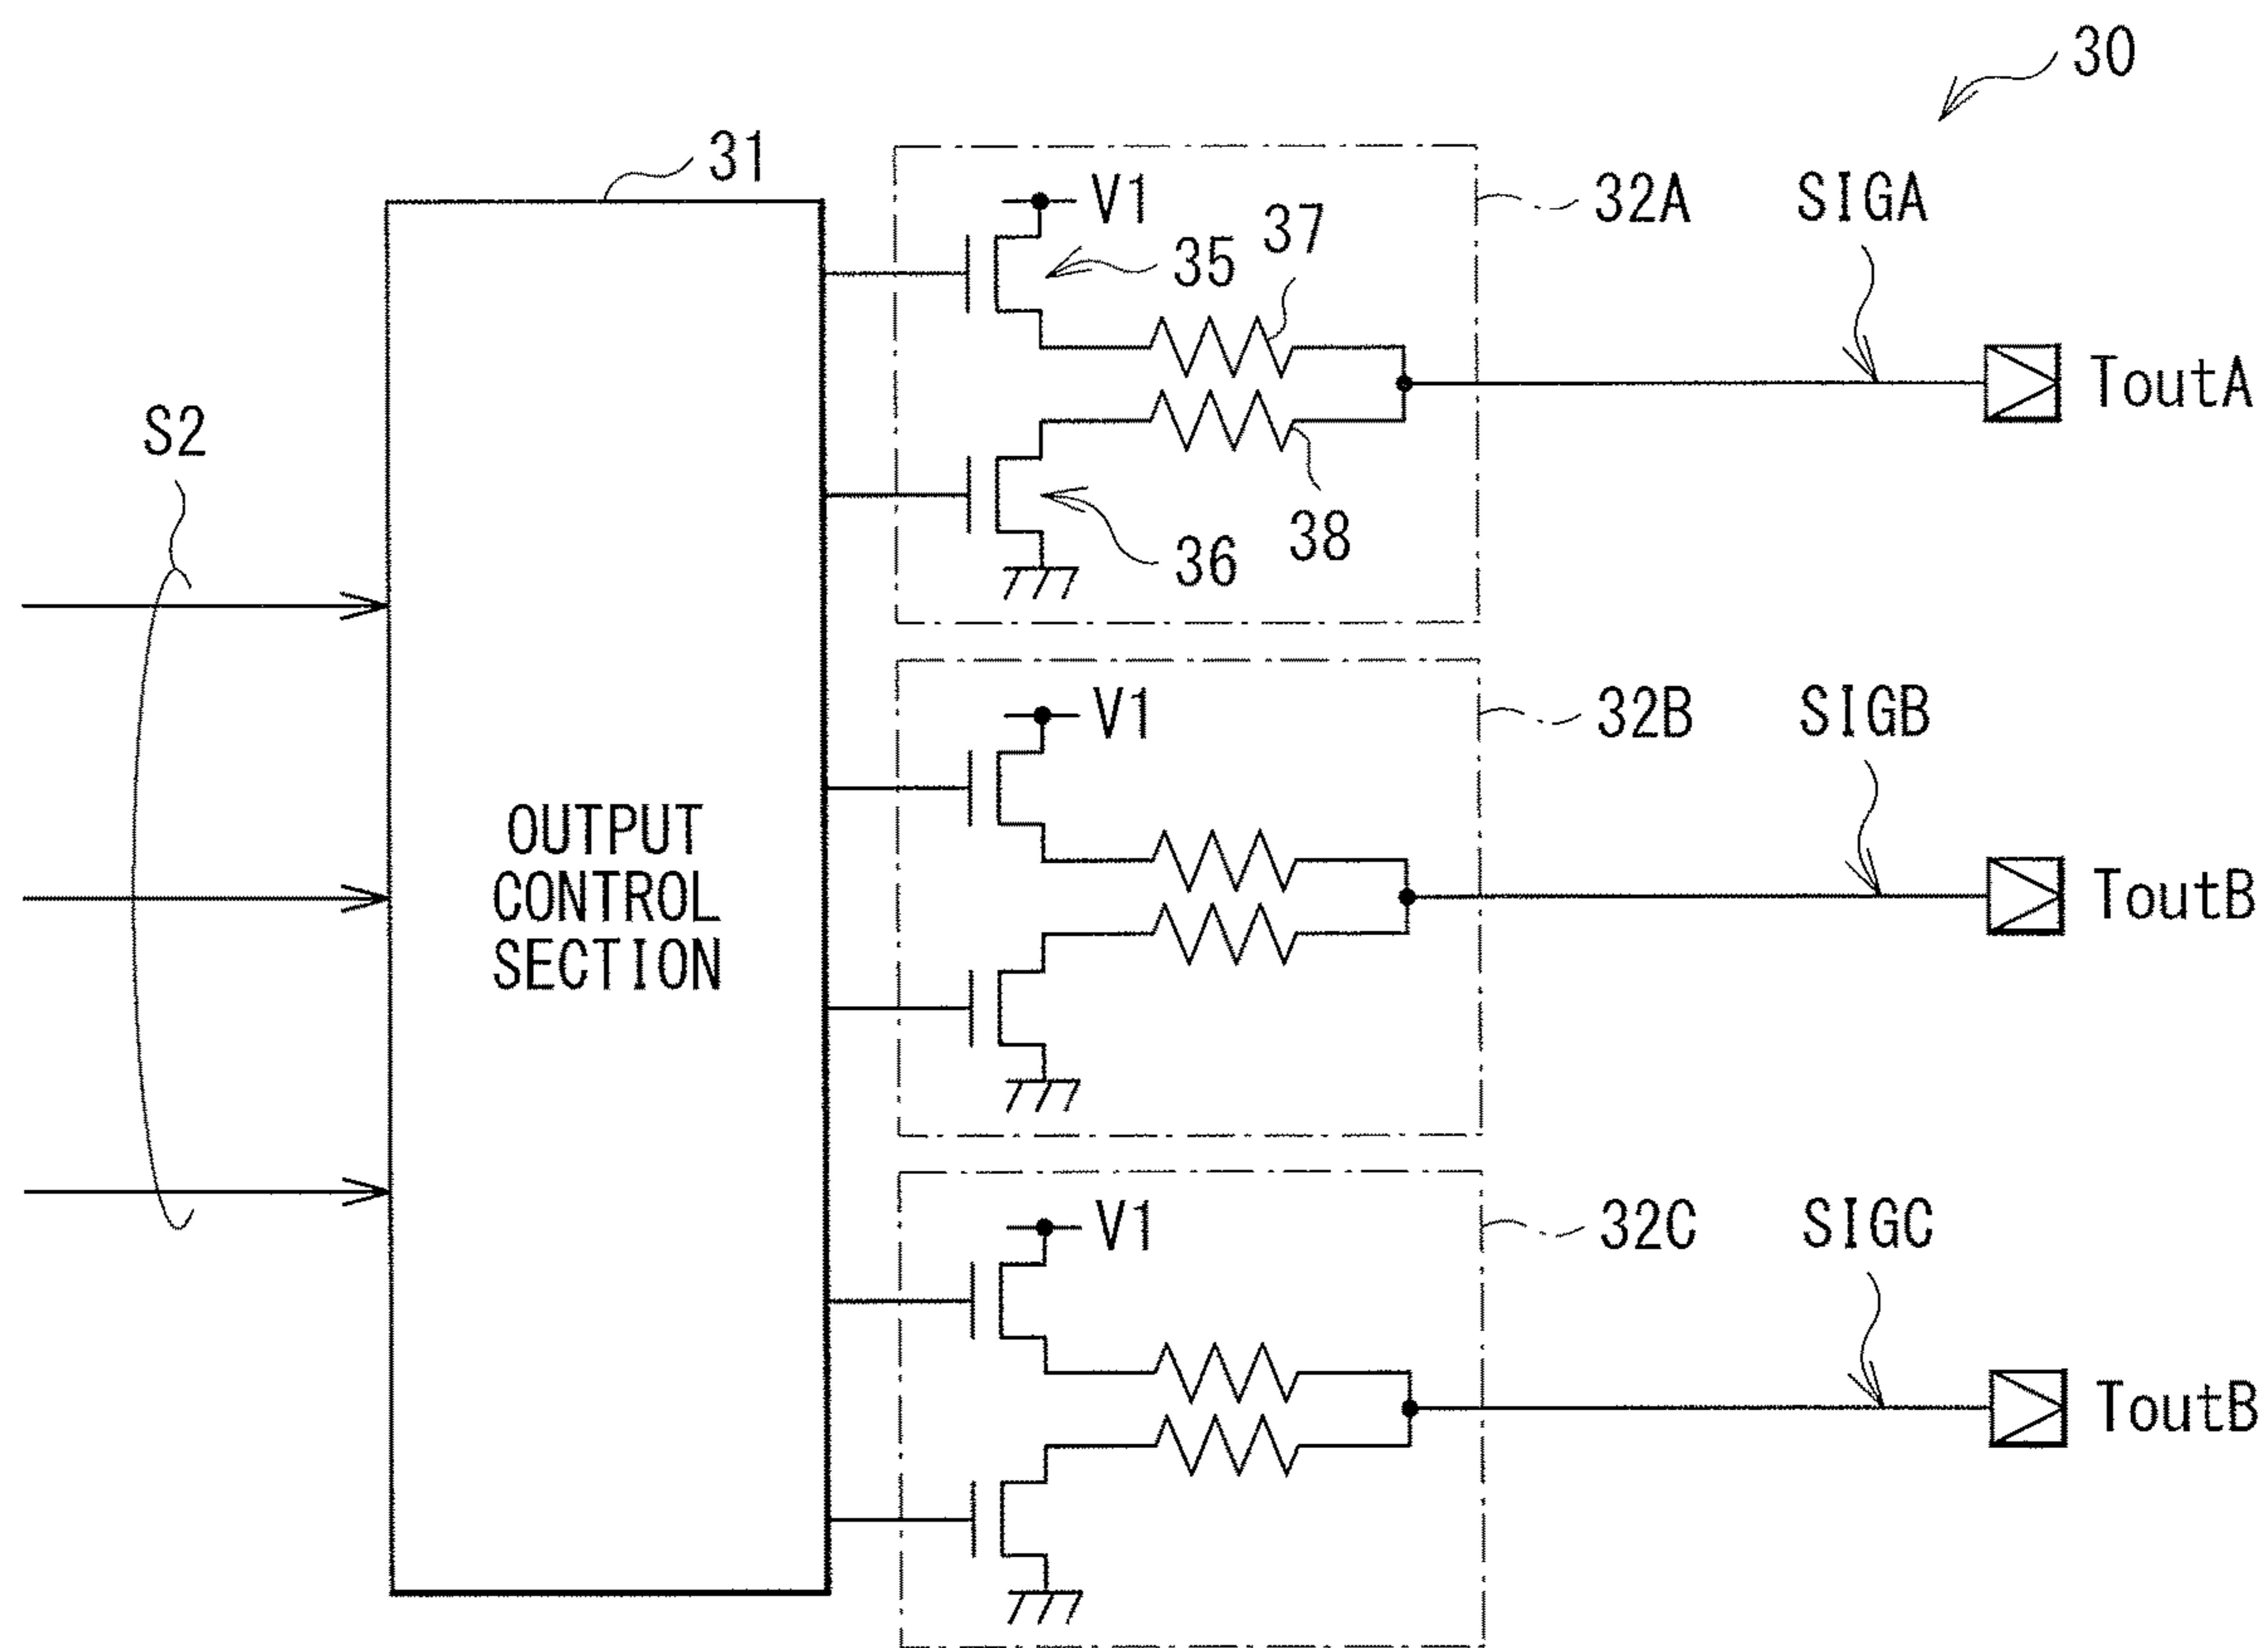 30
31
V1
32A
SIGA
37
35
ToutA
S2
38
36
V1
32B
SIGB
OUTPUT
CONTROL
SECTION
ToutB
V1
32C
SIGC
ToutB